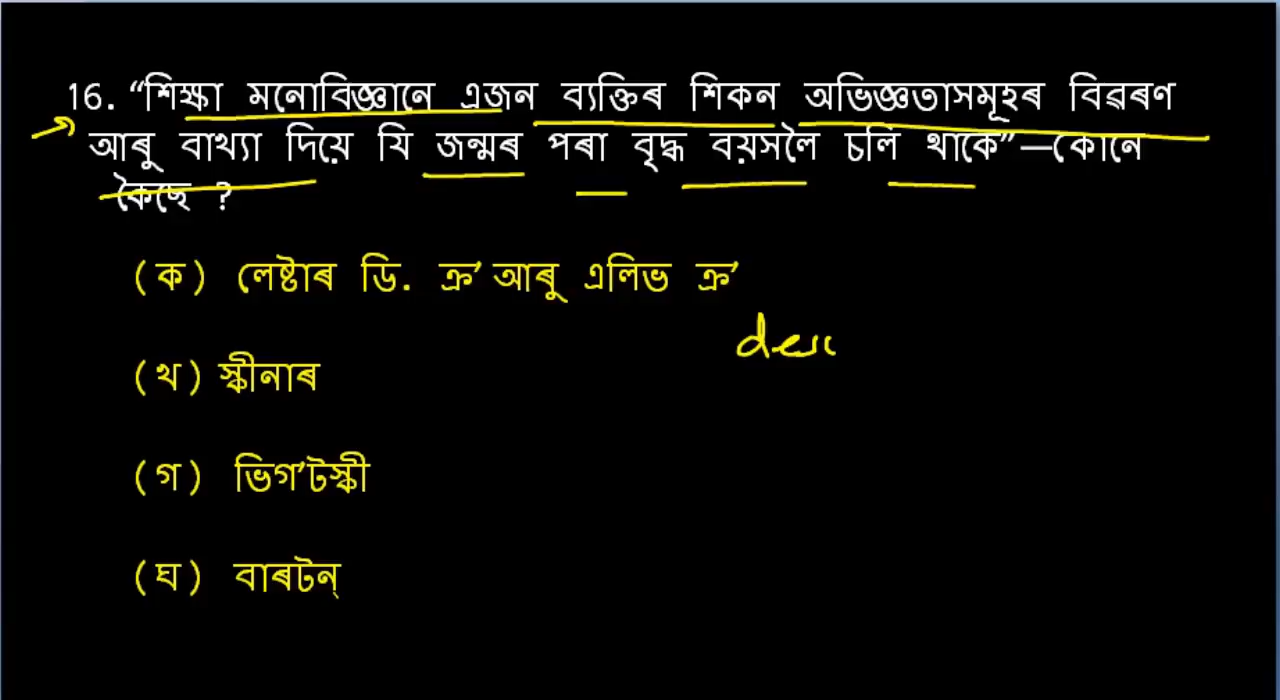 16. “শিক্ষা মনোবিজ্ঞানে এজন ব্যক্তিৰ শিকন অভিজ্ঞতাসমূহৰ বিৱৰণ
আৰু বাখ্যা দিয়ে যি জন্মৰ পৰা বৃদ্ধ বয়সলৈ চলি থাকে”—কোনে
কৈছে ?
(ক) লেষ্টাৰ ডি. ক্ৰ’ আৰু এলিভ ক্ৰ’
desc
(খ) স্কীনাৰ
(গ) ভিগ’টস্কী
(ঘ) বাৰটন্